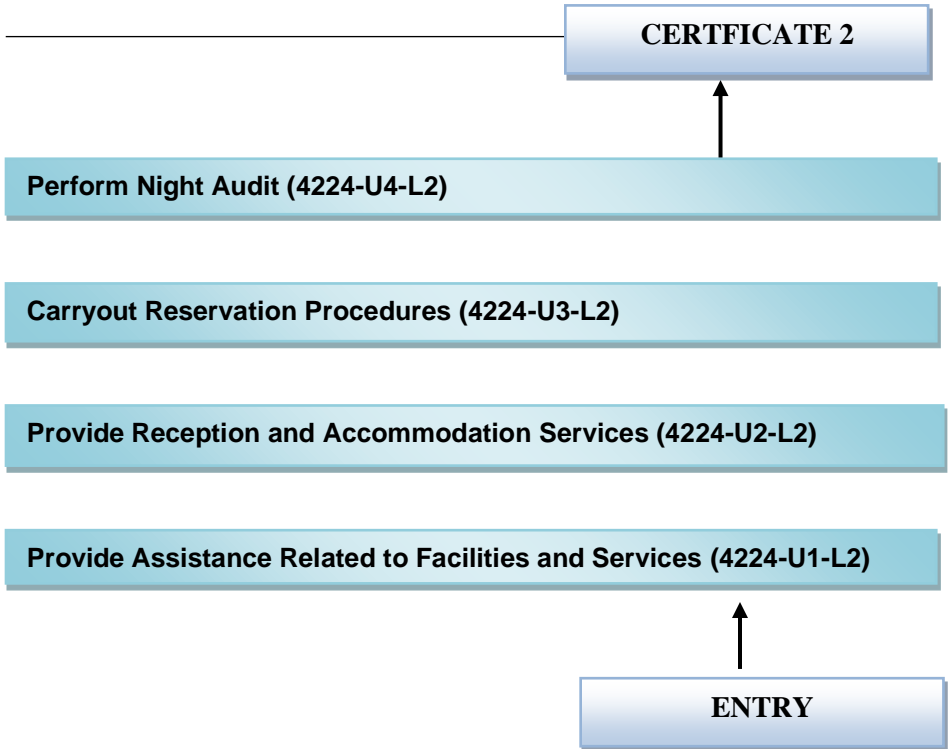 CERTFICATE 2
Perform Night Audit (4224-U4-L2)
Carryout Reservation Procedures (4224-U3-L2)
Provide Reception and Accommodation Services (4224-U2-L2)
Provide Assistance Related to Facilities and Services (4224-U1-L2)
ENTRY